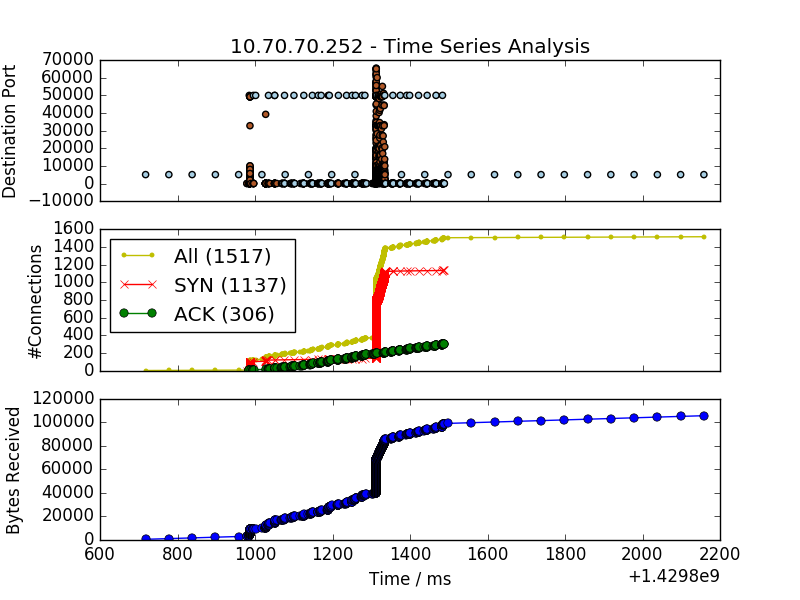 10.70.70.252 - Time Series Analysis
Destination Port
70000
60000
50000
40000
30000
20000
10000
0
−10000
#Connections
1600
1400
1200
1000
800
600
400
200
0
All (1517)
SYN (1137)
ACK (306)
Bytes Received
120000
100000
80000
60000
40000
20000
0
600 800 1000 1200 1400 1600 1800 2000 2200
Time / ms
+1.4298e9